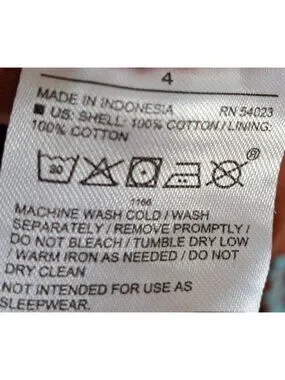 4
MADE IN INDONESIA RN 54023
■ US: SHELL: 100% COTTON / LINING:
100% COTTON
30
®
1166
MACHINE WASH COLD / WASH
SEPARATELY / REMOVE PROMPTLY /
DO NOT BLEACH / TUMBLE DRY LOW
/ WARM IRON AS NEEDED / DO NOT
DRY CLEAN
NOT INTENDED FOR USE AS
SLEEPWEAR.